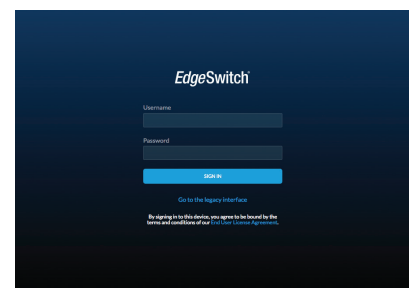 EdgeSwitch®
Username
Password
SIGN IN
Go to the legacy interface
By signing in to this device, you agree to be bound by the
terms and conditions of our End User License Agreement.